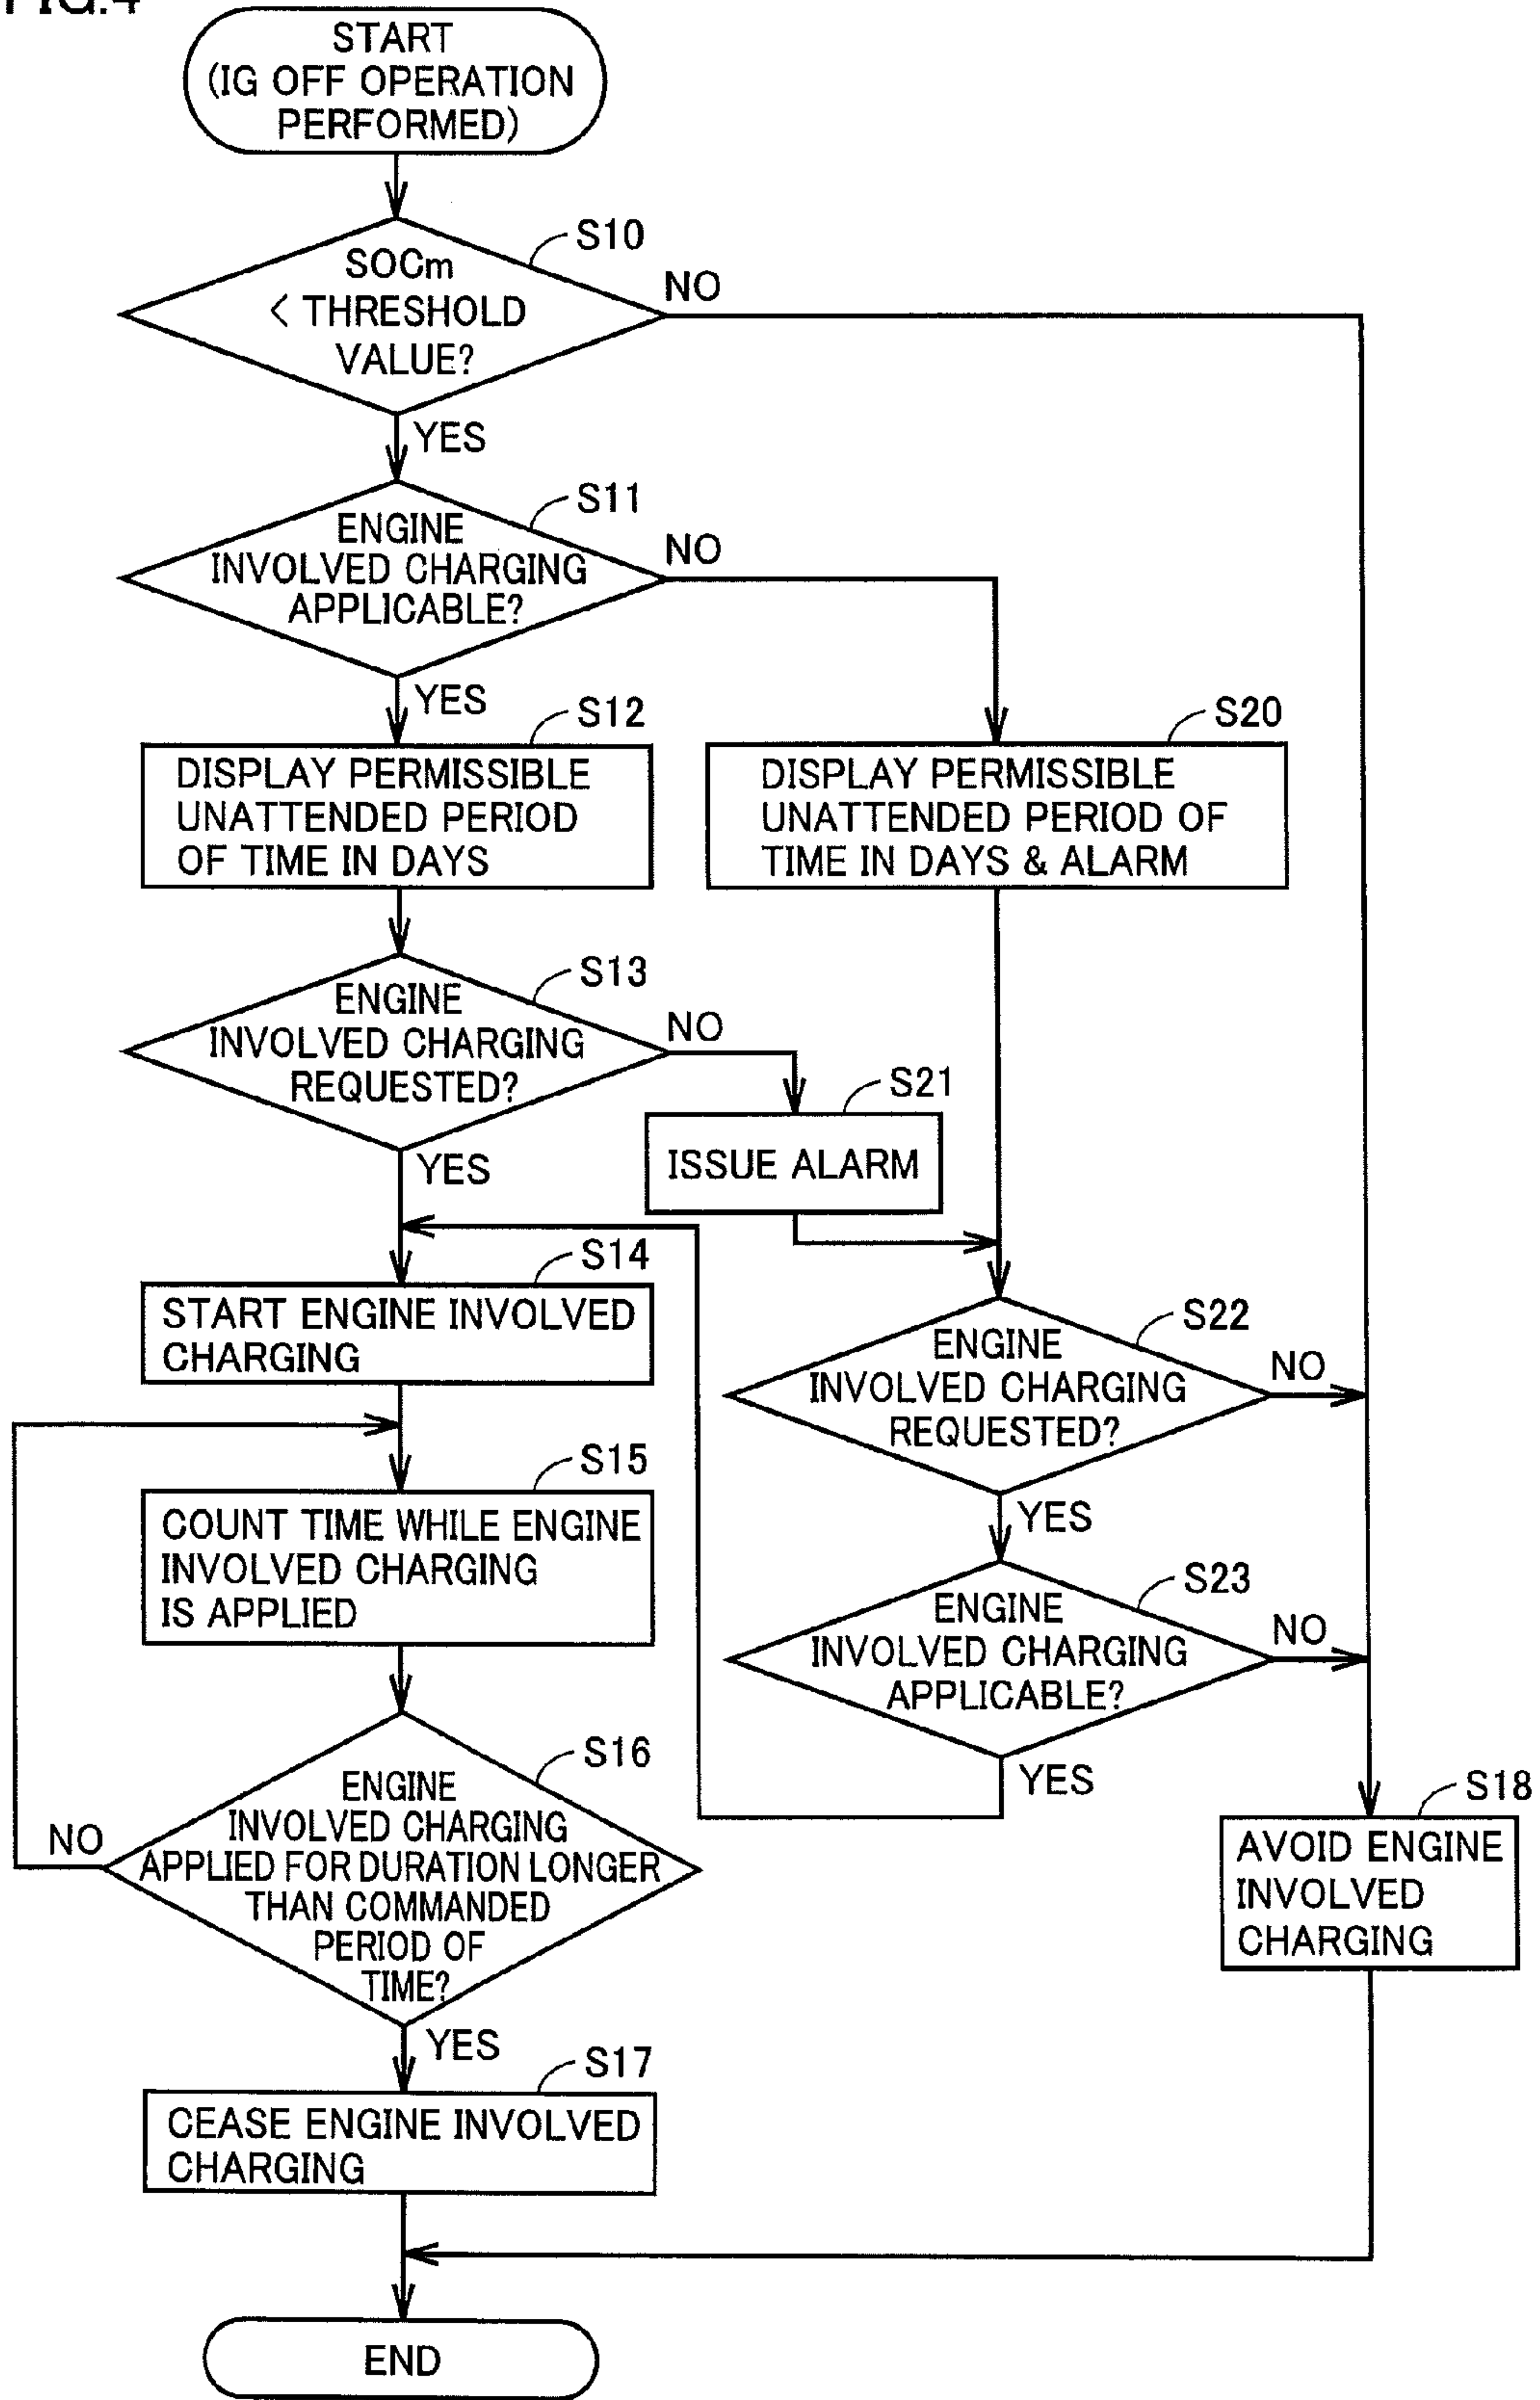 FIG.4
START
(IG OFF OPERATION
PERFORMED)
S10
SOCm
< THRESHOLD
VALUE?
NO
YES
S11
ENGINE
INVOLVED CHARGING
APPLICABLE?
NO
YES
S12
DISPLAY PERMISSIBLE
UNATTENDED PERIOD
OF TIME IN DAYS
S20
DISPLAY PERMISSIBLE
UNATTENDED PERIOD OF
TIME IN DAYS & ALARM
S13
ENGINE
INVOLVED CHARGING
REQUESTED?
NO
YES
S21
ISSUE ALARM
S14
START ENGINE INVOLVED
CHARGING
S22
ENGINE
INVOLVED CHARGING
REQUESTED?
NO
YES
S15
COUNT TIME WHILE ENGINE
INVOLVED CHARGING
IS APPLIED
S23
ENGINE
INVOLVED CHARGING
APPLICABLE?
NO
YES
S16
ENGINE
INVOLVED CHARGING
APPLIED FOR DURATION LONGER
THAN COMMANDED
PERIOD OF
TIME?
NO
YES
S18
AVOID ENGINE
INVOLVED
CHARGING
S17
CEASE ENGINE INVOLVED
CHARGING
END